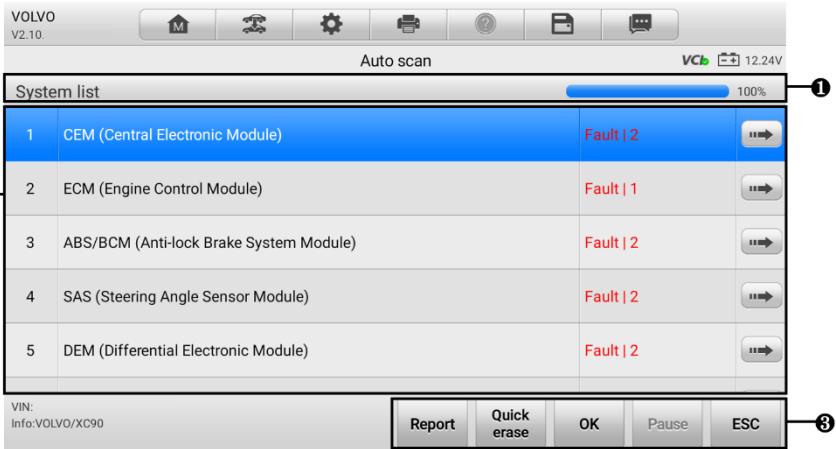 VOLVO
V2.10.
M
?
Auto scan
VCI 12.24V
System list 100% ❶
1 CEM (Central Electronic Module) Fault | 2
2 ECM (Engine Control Module) Fault | 1
3 ABS/BCM (Anti-lock Brake System Module) Fault | 2
4 SAS (Steering Angle Sensor Module) Fault | 2
5 DEM (Differential Electronic Module) Fault | 2
VIN:
Info:VOLVO/XC90
Report Quick erase OK Pause ESC ❸